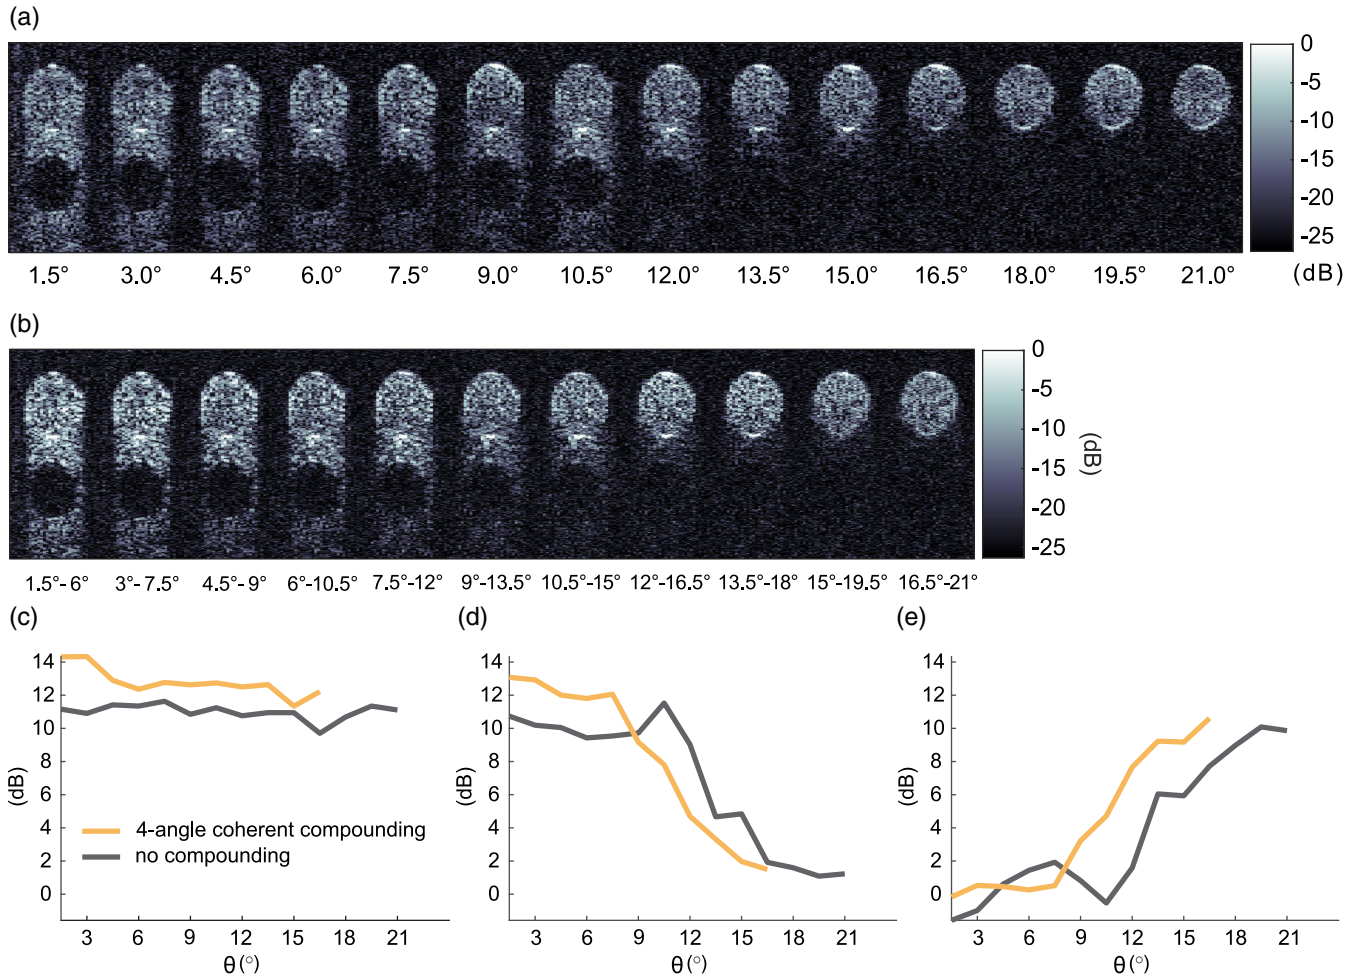 (a)
0
-5
-10
-15
-20
-25
(dB)
1.5° 3.0° 4.5° 6.0° 7.5° 9.0° 10.5° 12.0° 13.5° 15.0° 16.5° 18.0° 19.5° 21.0°
(b)
0
-5
-10
-15
-20
-25
(dB)
1.5°-6° 3°-7.5° 4.5°-9° 6°-10.5° 7.5°-12° 9°-13.5° 10.5°-15° 12°-16.5° 13.5°-18° 15°-19.5° 16.5°-21°
(c)
14
12
10
8
6
4
2
0
(dB)
4-angle coherent compounding
no compounding
3 6 9 12 15 18 21
θ(°)
(d)
14
12
10
8
6
4
2
0
(dB)
3 6 9 12 15 18 21
θ(°)
(e)
14
12
10
8
6
4
2
0
(dB)
3 6 9 12 15 18 21
θ(°)